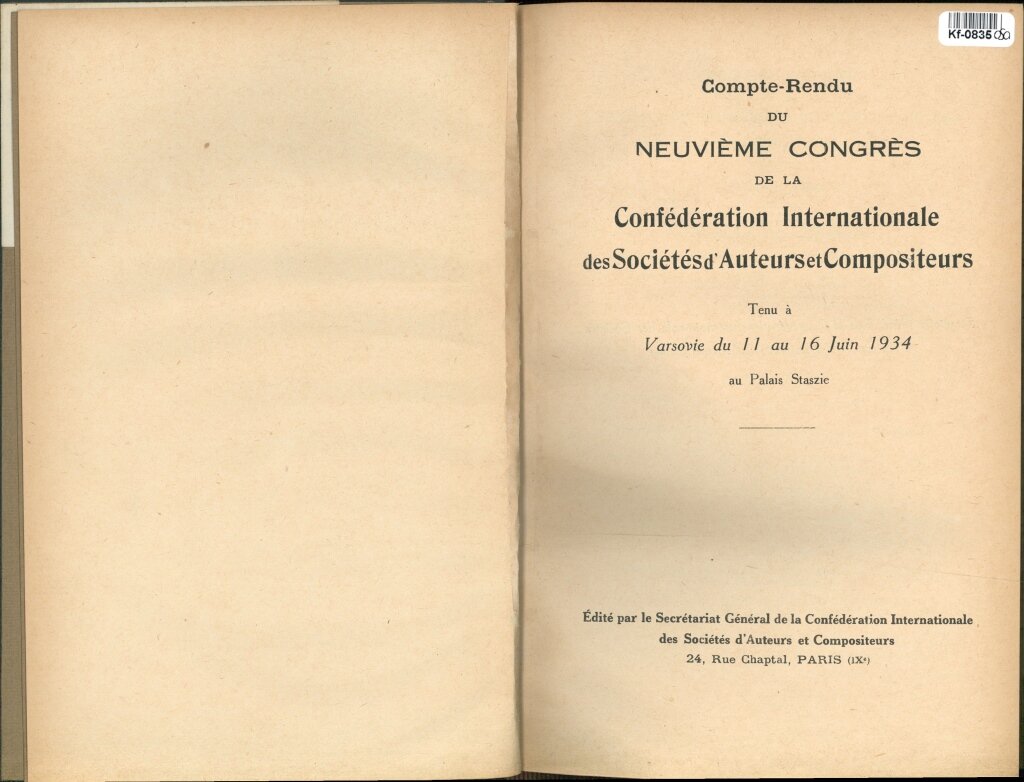 Kf-0835
Compte-Rendu
DU
NEUVIÈME CONGRÈS
DE LA
Confédération Internationale
des Sociétés d'Auteurs et Compositeurs
Tenu à
Varsovie du 11 au 16 Juin 1934
au Palais Staszie
Édité par le Secrétariat Général de la Confédération Internationale
des Sociétés d'Auteurs et Compositeurs
24, Rue Chaptal, PARIS (IXe)